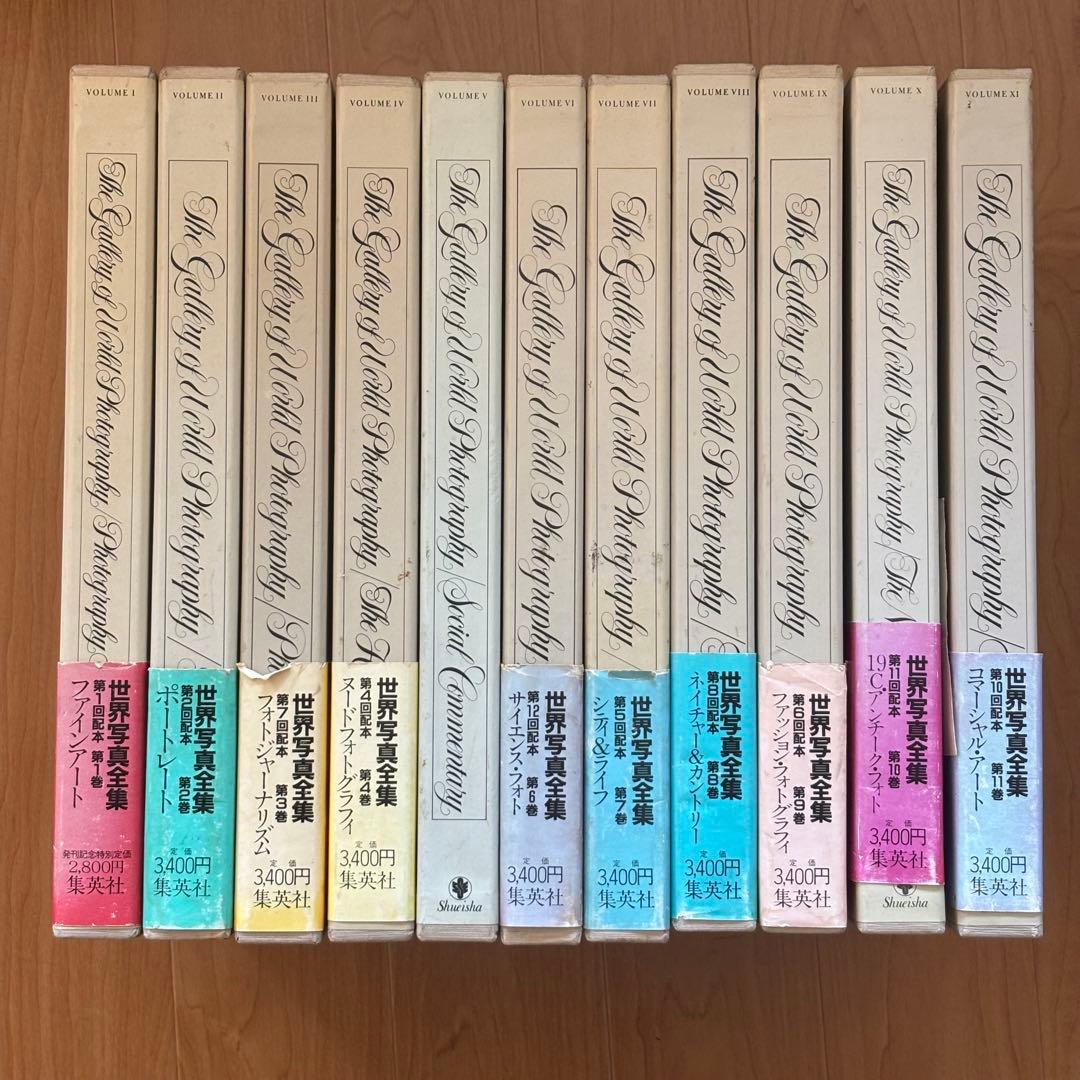 VOLUME I
The Gallery of World Photography / Photography
世界写真全集
第1回配本 第1巻
ファインアート
発刊記念特別定価
2,800円
集英社
VOLUME II
The Gallery of World Photography /
世界写真全集
第2回配本 第2巻
ポートレート
定価
3,400円
集英社
VOLUME III
The Gallery of World Photography /
世界写真全集
第7回配本 第3巻
フォトジャーナリズム
定価
3,400円
集英社
VOLUME IV
The Gallery of World Photography / The
世界写真全集
第4回配本 第4巻
ヌードフォトグラフィ
定価
3,400円
集英社
VOLUME V
The Gallery of World Photography / Social Commentary
Shueisha
VOLUME VI
The Gallery of World Photography
世界写真全集
第12回配本 第6巻
サイエンス・フォト
定価
3,400円
集英社
VOLUME VII
The Gallery of World Photography /
世界写真全集
第5回配本 第7巻
シティ&ライフ
定価
3,400円
集英社
VOLUME VIII
The Gallery of World Photography /
世界写真全集
第8回配本 第8巻
ネイチャー&カントリー
定価
3,400円
集英社
VOLUME IX
The Gallery of World Photography
世界写真全集
第6回配本 第9巻
ファッション・フォトグラフィ
定価
3,400円
集英社
VOLUME X
The Gallery of World Photography / The
世界写真全集
第11回配本 第10巻
19C.アンチーク・フォト
定価
3,400円
集英社
Shueisha
VOLUME XI
The Gallery of World Photography /
世界写真全集
第10回配本 第11巻
コマーシャル・アート
定価
3,400円
集英社